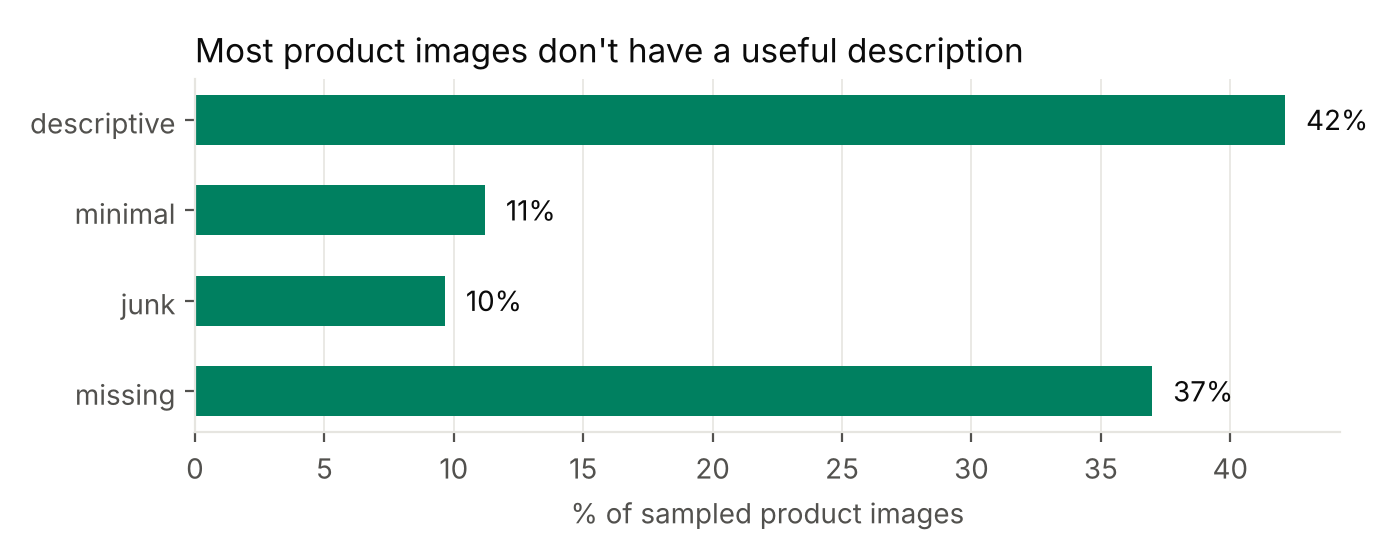 Most product images don't have a useful description
descriptive 42%
minimal 11%
junk 10%
missing 37%
0 5 10 15 20 25 30 35 40
% of sampled product images